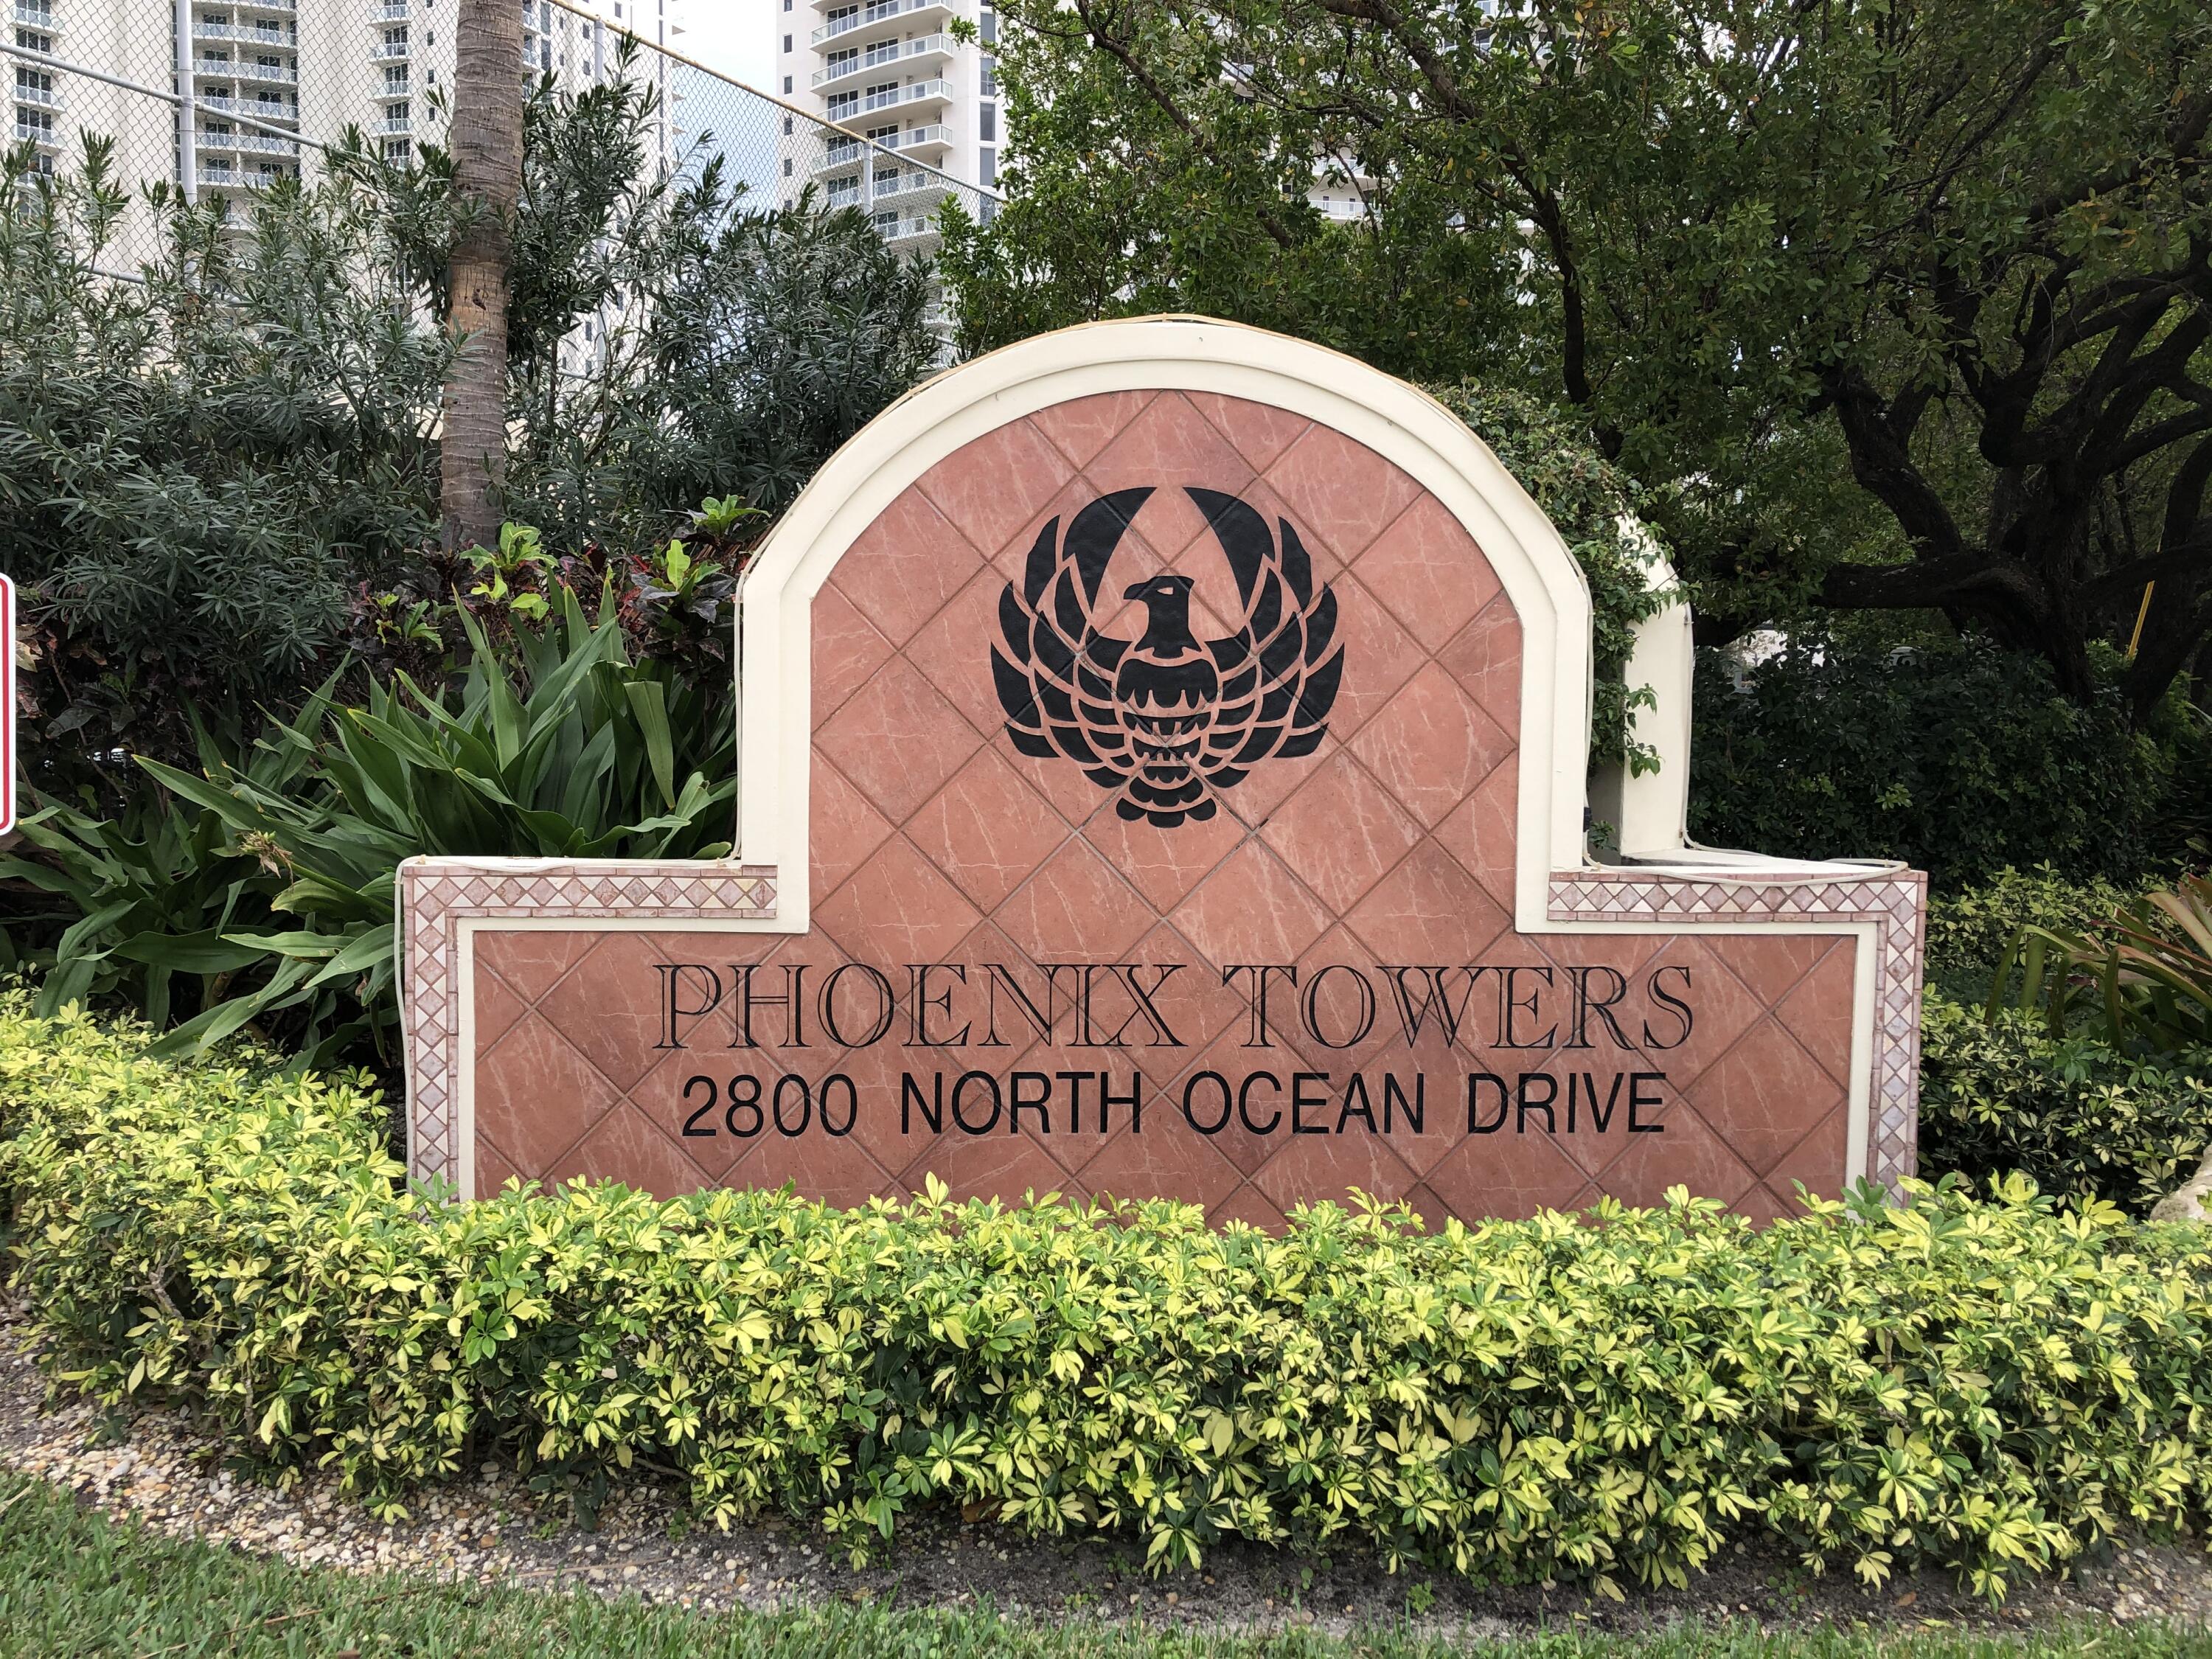 PHOENIX TOWERS
2800 NORTH OCEAN DRIVE